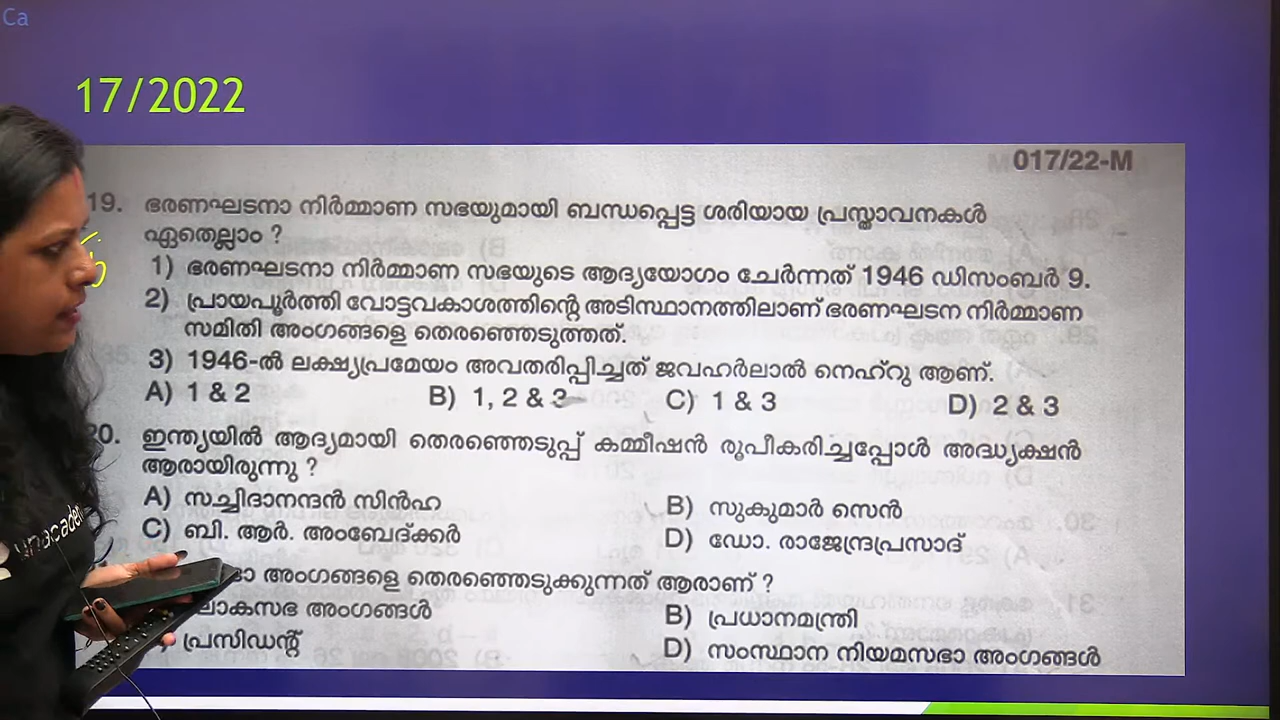 Ca
17/2022
017/22-M
19. ഭരണഘടനാ നിർമ്മാണ സഭയുമായി ബന്ധപ്പെട്ട ശരിയായ പ്രസ്താവനകൾ
ഏതെല്ലാം ?
1) ഭരണഘടനാ നിർമ്മാണ സഭയുടെ ആദ്യയോഗം ചേർന്നത് 1946 ഡിസംബർ 9.
2) പ്രായപൂർത്തി വോട്ടവകാശത്തിന്റെ അടിസ്ഥാനത്തിലാണ് ഭരണഘടന നിർമ്മാണ
സമിതി അംഗങ്ങളെ തെരഞ്ഞെടുത്തത്.
3) 1946-ൽ ലക്ഷ്യപ്രമേയം അവതരിപ്പിച്ചത് ജവഹർലാൽ നെഹ്റു ആണ്.
A) 1 & 2 B) 1, 2 & 3 C) 1 & 3 D) 2 & 3
20. ഇന്ത്യയിൽ ആദ്യമായി തെരഞ്ഞെടുപ്പ് കമ്മീഷൻ രൂപീകരിച്ചപ്പോൾ അദ്ധ്യക്ഷൻ
ആരായിരുന്നു ?
A) സച്ചിദാനന്ദൻ സിൻഹ B) സുകുമാർ സെൻ
C) ബി. ആർ. അംബേദ്ക്കർ D) ഡോ. രാജേന്ദ്രപ്രസാദ്
അംഗങ്ങളെ തെരഞ്ഞെടുക്കുന്നത് ആരാണ് ?
അംഗങ്ങൾ B) പ്രധാനമന്ത്രി
പ്രസിഡന്റ് D) സംസ്ഥാന നിയമസഭാ അംഗങ്ങൾ
unacadem